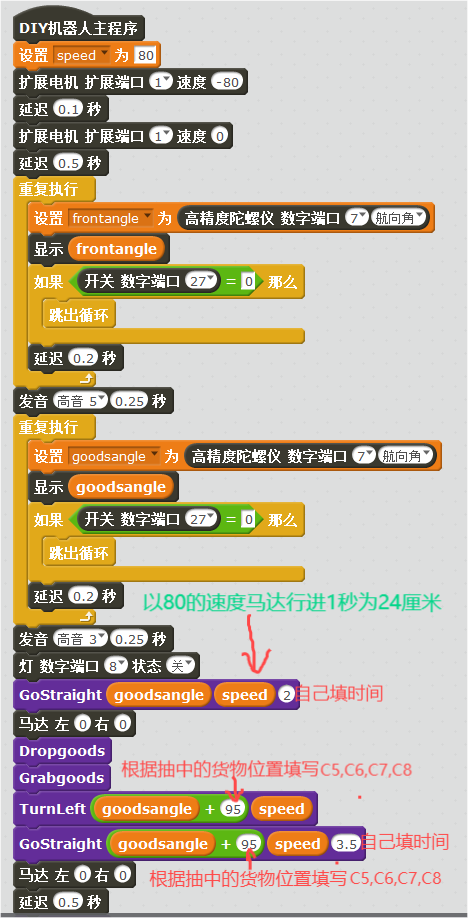 DIY机器人主程序
设置 speed 为 80
扩展电机 扩展端口 1 速度 -80
延迟 0.1 秒
扩展电机 扩展端口 1 速度 0
延迟 0.5 秒
重复执行
设置 frontangle 为 高精度陀螺仪 数字端口 7 航向角
显示 frontangle
如果 开关 数字端口 27 = 0 那么
跳出循环
延迟 0.2 秒
发音 高音 5 0.25 秒
重复执行
设置 goodsangle 为 高精度陀螺仪 数字端口 7 航向角
显示 goodsangle
如果 开关 数字端口 27 = 0 那么
跳出循环
延迟 0.2 秒
以80的速度马达行进1秒为24厘米
发音 高音 3 0.25 秒
灯 数字端口 8 状态 关
GoStraight goodsangle speed 2 自己填时间
马达 左 0 右 0
Dropgoods
根据抽中的货物位置填写C5,C6,C7,C8
Grabgoods
TurnLeft goodsangle + 95 speed
GoStraight goodsangle + 95 speed 3.5 自己填时间
马达 左 0 右 0
根据抽中的货物位置填写C5,C6,C7,C8
延迟 0.5 秒